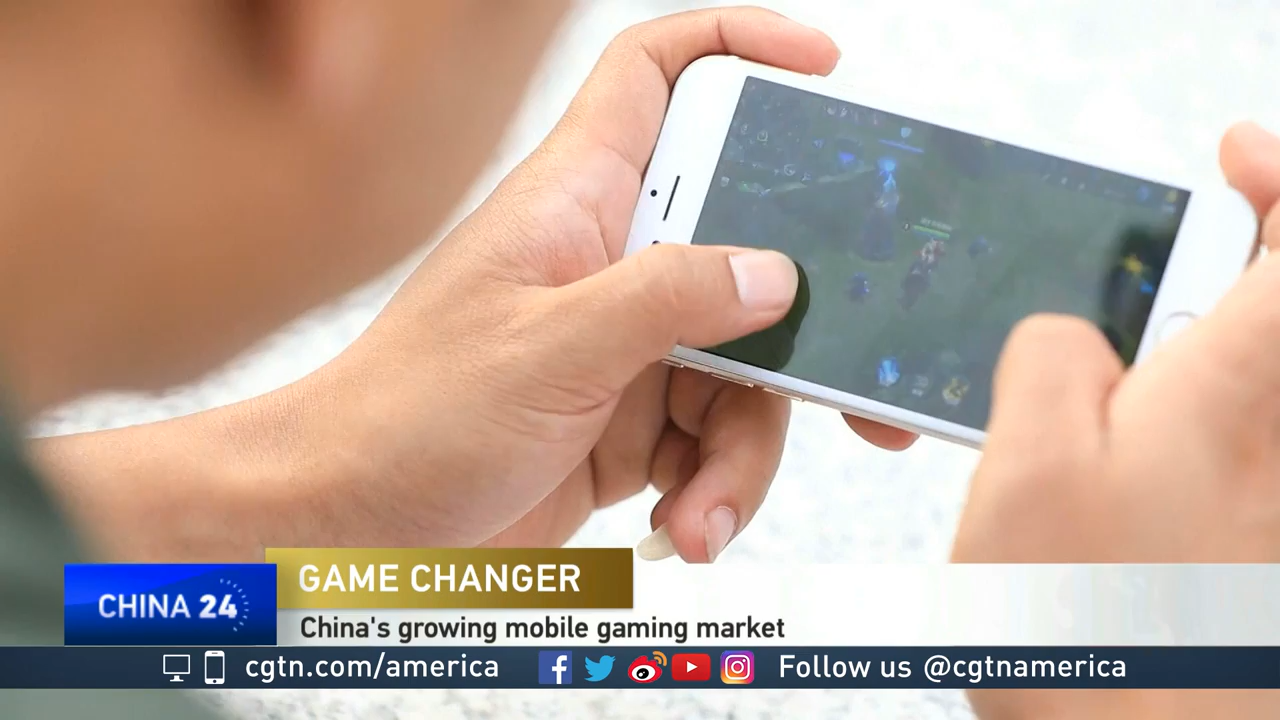 GAME CHANGER
CHINA 24
China's growing mobile gaming market
cgtn.com/america
Follow us @cgtnamerica